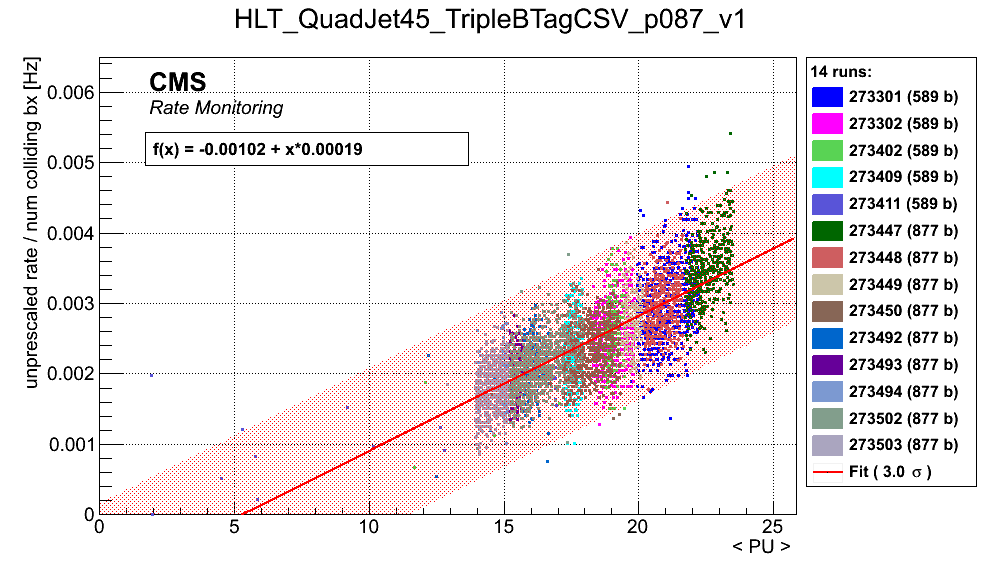 HLT_QuadJet45_TripleBTagCSV_p087_v1
unprescaled rate / num colliding bx [Hz]
CMS
Rate Monitoring
f(x) = -0.00102 + x*0.00019
0.006
0.005
0.004
0.003
0.002
0.001
0
0 5 10 15 20 25
< PU >
14 runs:
273301 (589 b)
273302 (589 b)
273402 (589 b)
273409 (589 b)
273411 (589 b)
273447 (877 b)
273448 (877 b)
273449 (877 b)
273450 (877 b)
273492 (877 b)
273493 (877 b)
273494 (877 b)
273502 (877 b)
273503 (877 b)
Fit ( 3.0 σ )